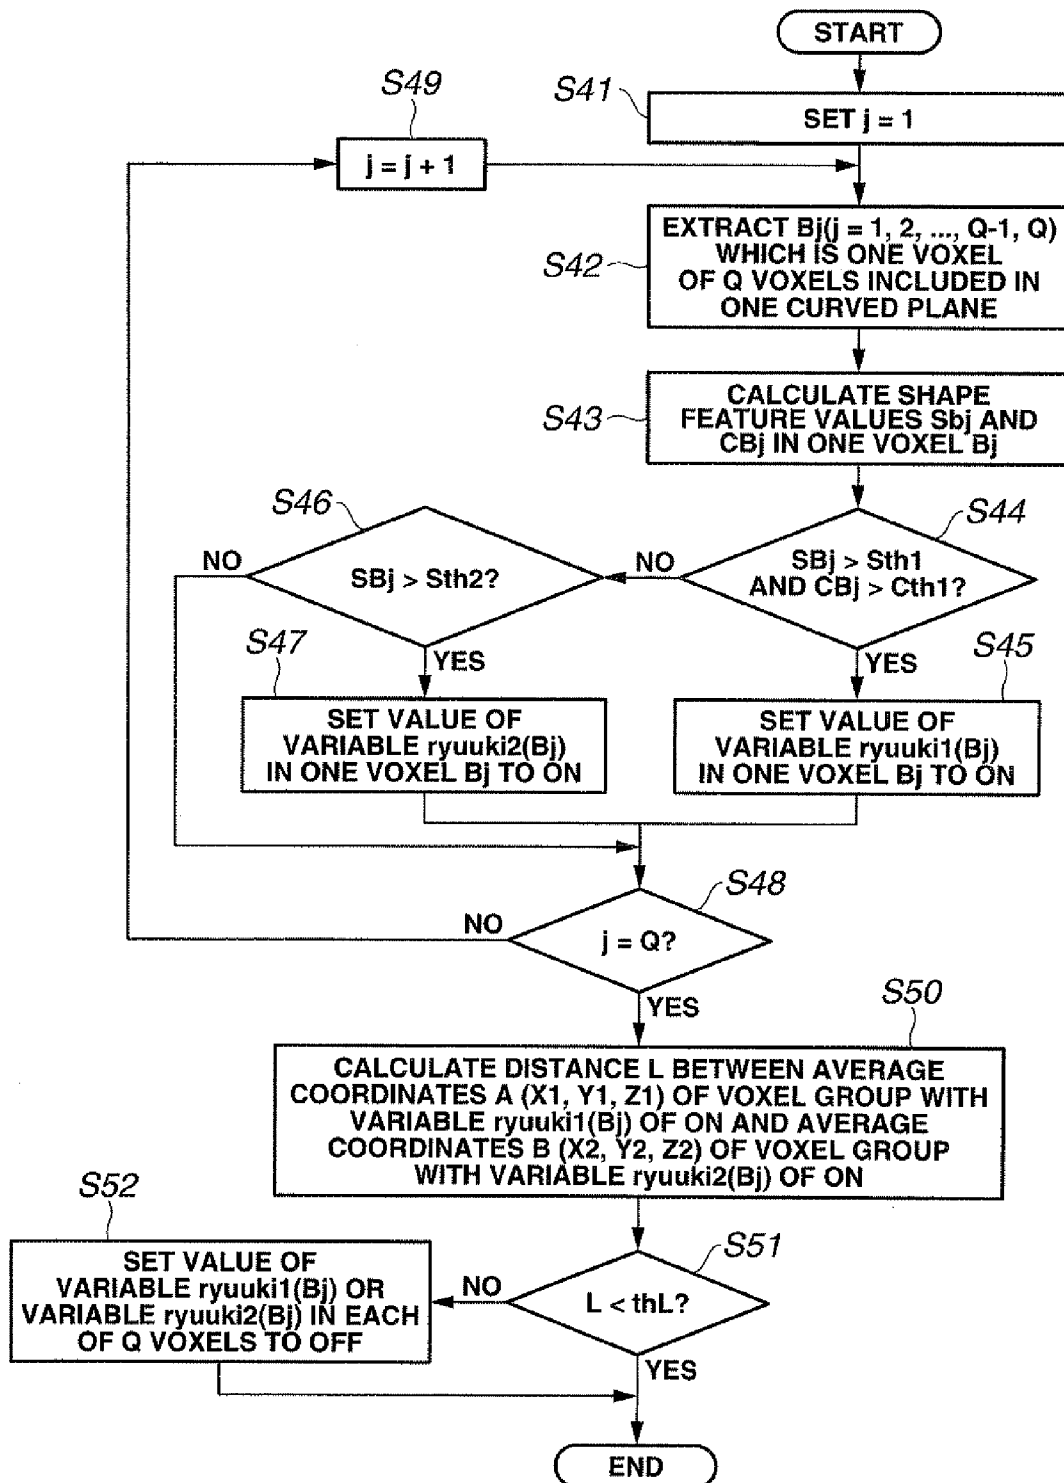 START
S41
SET j = 1
S49
j = j + 1
S42
EXTRACT Bj(j = 1, 2, ..., Q-1, Q)
WHICH IS ONE VOXEL
OF Q VOXELS INCLUDED IN
ONE CURVED PLANE
S43
CALCULATE SHAPE
FEATURE VALUES Sbj AND
CBj IN ONE VOXEL Bj
S44
SBj > Sth1
AND CBj > Cth1?
NO
YES
S46
SBj > Sth2?
NO
YES
S47
SET VALUE OF
VARIABLE ryuuki2(Bj)
IN ONE VOXEL Bj TO ON
S45
SET VALUE OF
VARIABLE ryuuki1(Bj)
IN ONE VOXEL Bj TO ON
S48
j = Q?
NO
YES
S50
CALCULATE DISTANCE L BETWEEN AVERAGE
COORDINATES A (X1, Y1, Z1) OF VOXEL GROUP WITH
VARIABLE ryuuki1(Bj) OF ON AND AVERAGE
COORDINATES B (X2, Y2, Z2) OF VOXEL GROUP
WITH VARIABLE ryuuki2(Bj) OF ON
S51
L < thL?
NO
YES
S52
SET VALUE OF
VARIABLE ryuuki1(Bj) OR
VARIABLE ryuuki2(Bj) IN EACH
OF Q VOXELS TO OFF
END